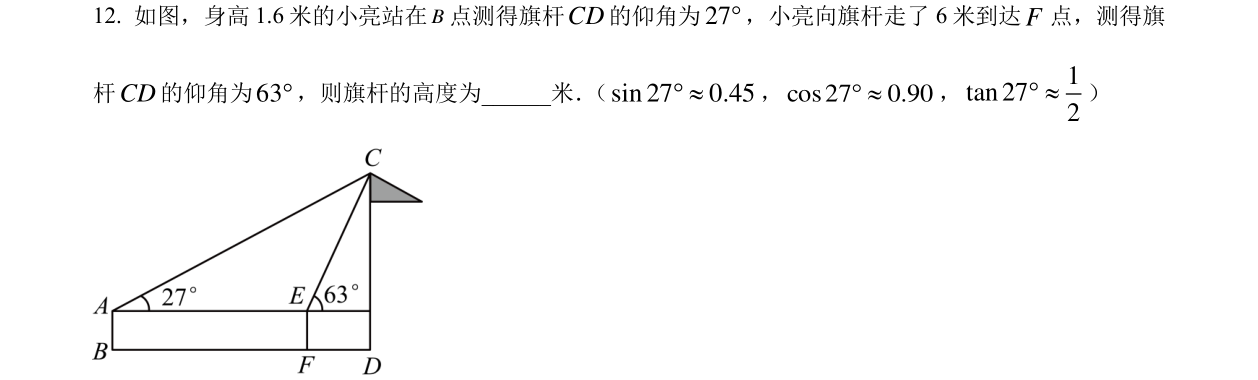 12. 如图，身高 1.6 米的小亮站在 B 点测得旗杆 CD 的仰角为 27°，小亮向旗杆走了 6 米到达 F 点，测得旗
杆 CD 的仰角为 63°，则旗杆的高度为______米．（ sin 27° ≈ 0.45 ， cos 27° ≈ 0.90 ， tan 27° ≈ 1/2 ）
C
A 27° E 63°
B
F D